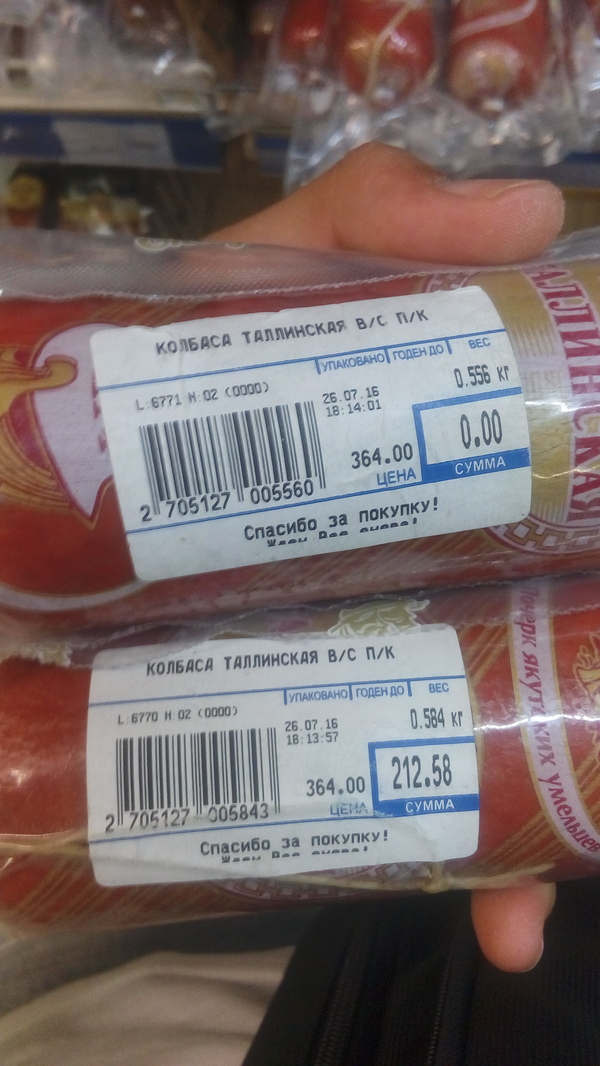 КОЛБАСА ТАЛЛИНСКАЯ В/С П/К
УПАКОВАНО ГОДЕН ДО ВЕС
L:6771 Н:02 (0000)
26.07.16
18:14:01
0.556 кг
364.00
ЦЕНА
0.00
СУММА
2 705127 005560
Спасибо за покупку!
АЛЛИНСКАЯ
КОЛБАСА ТАЛЛИНСКАЯ В/С П/К
УПАКОВАНО ГОДЕН ДО ВЕС
L:6770 Н:02 (0000)
26.07.16
18:13:57
0.584 кг
364.00
ЦЕНА
212.58
СУММА
2 705127 005843
Спасибо за покупку!
умельцев